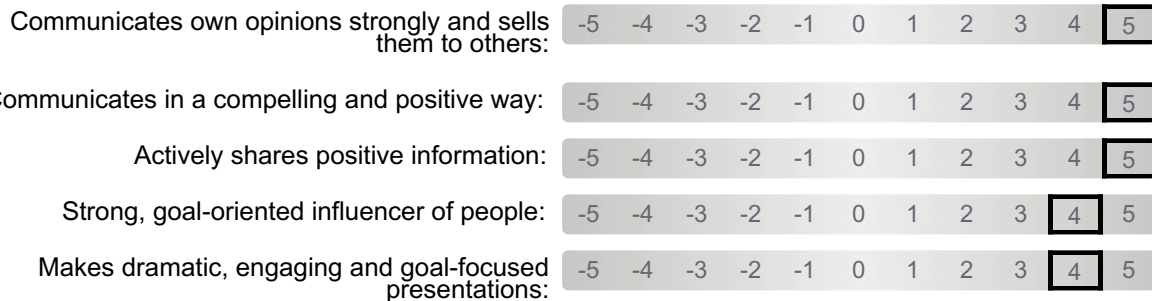 Communicates own opinions strongly and sells
them to others:
-5 -4 -3 -2 -1 0 1 2 3 4 5
ommunicates in a compelling and positive way:
-5 -4 -3 -2 -1 0 1 2 3 4 5
Actively shares positive information:
-5 -4 -3 -2 -1 0 1 2 3 4 5
Strong, goal-oriented influencer of people:
-5 -4 -3 -2 -1 0 1 2 3 4 5
Makes dramatic, engaging and goal-focused
presentations:
-5 -4 -3 -2 -1 0 1 2 3 4 5